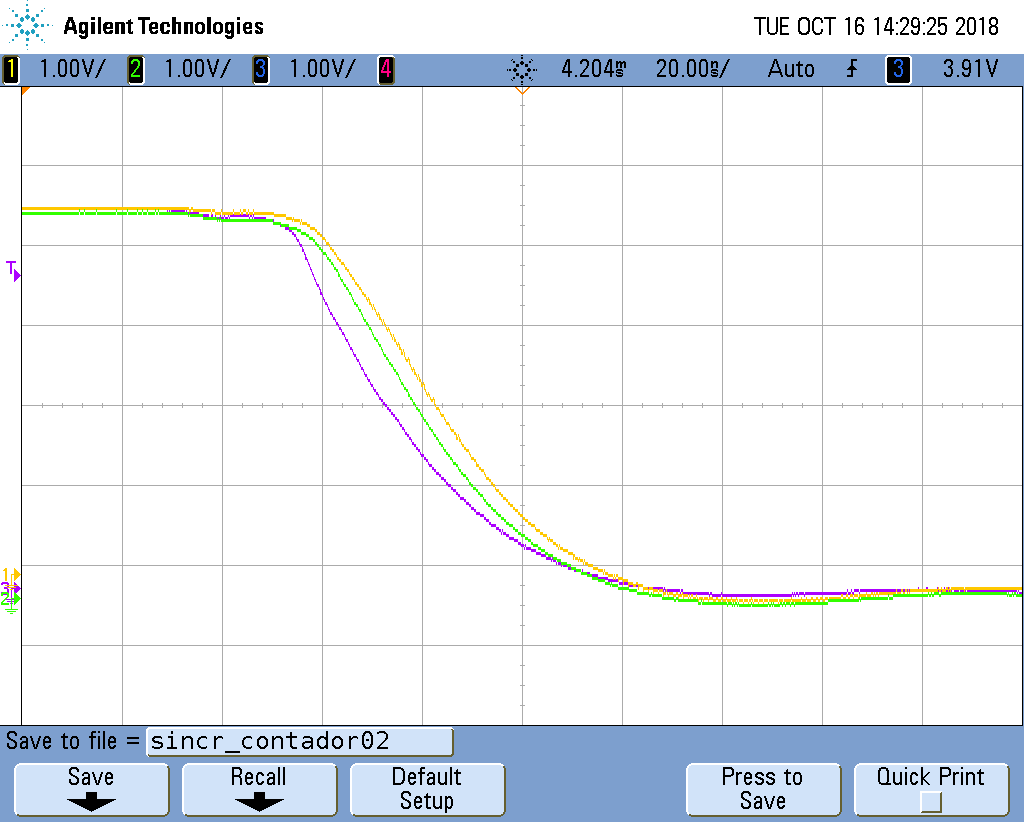 Agilent Technologies TUE OCT 16 14:29:25 2018
1 1.00V/ 2 1.00V/ 3 1.00V/ 4 4.204ms 20.00ns/ Auto 3 3.91V
T
1
3
2
Save to file = sincr_contador02
Save Recall Default Setup Press to Save Quick Print